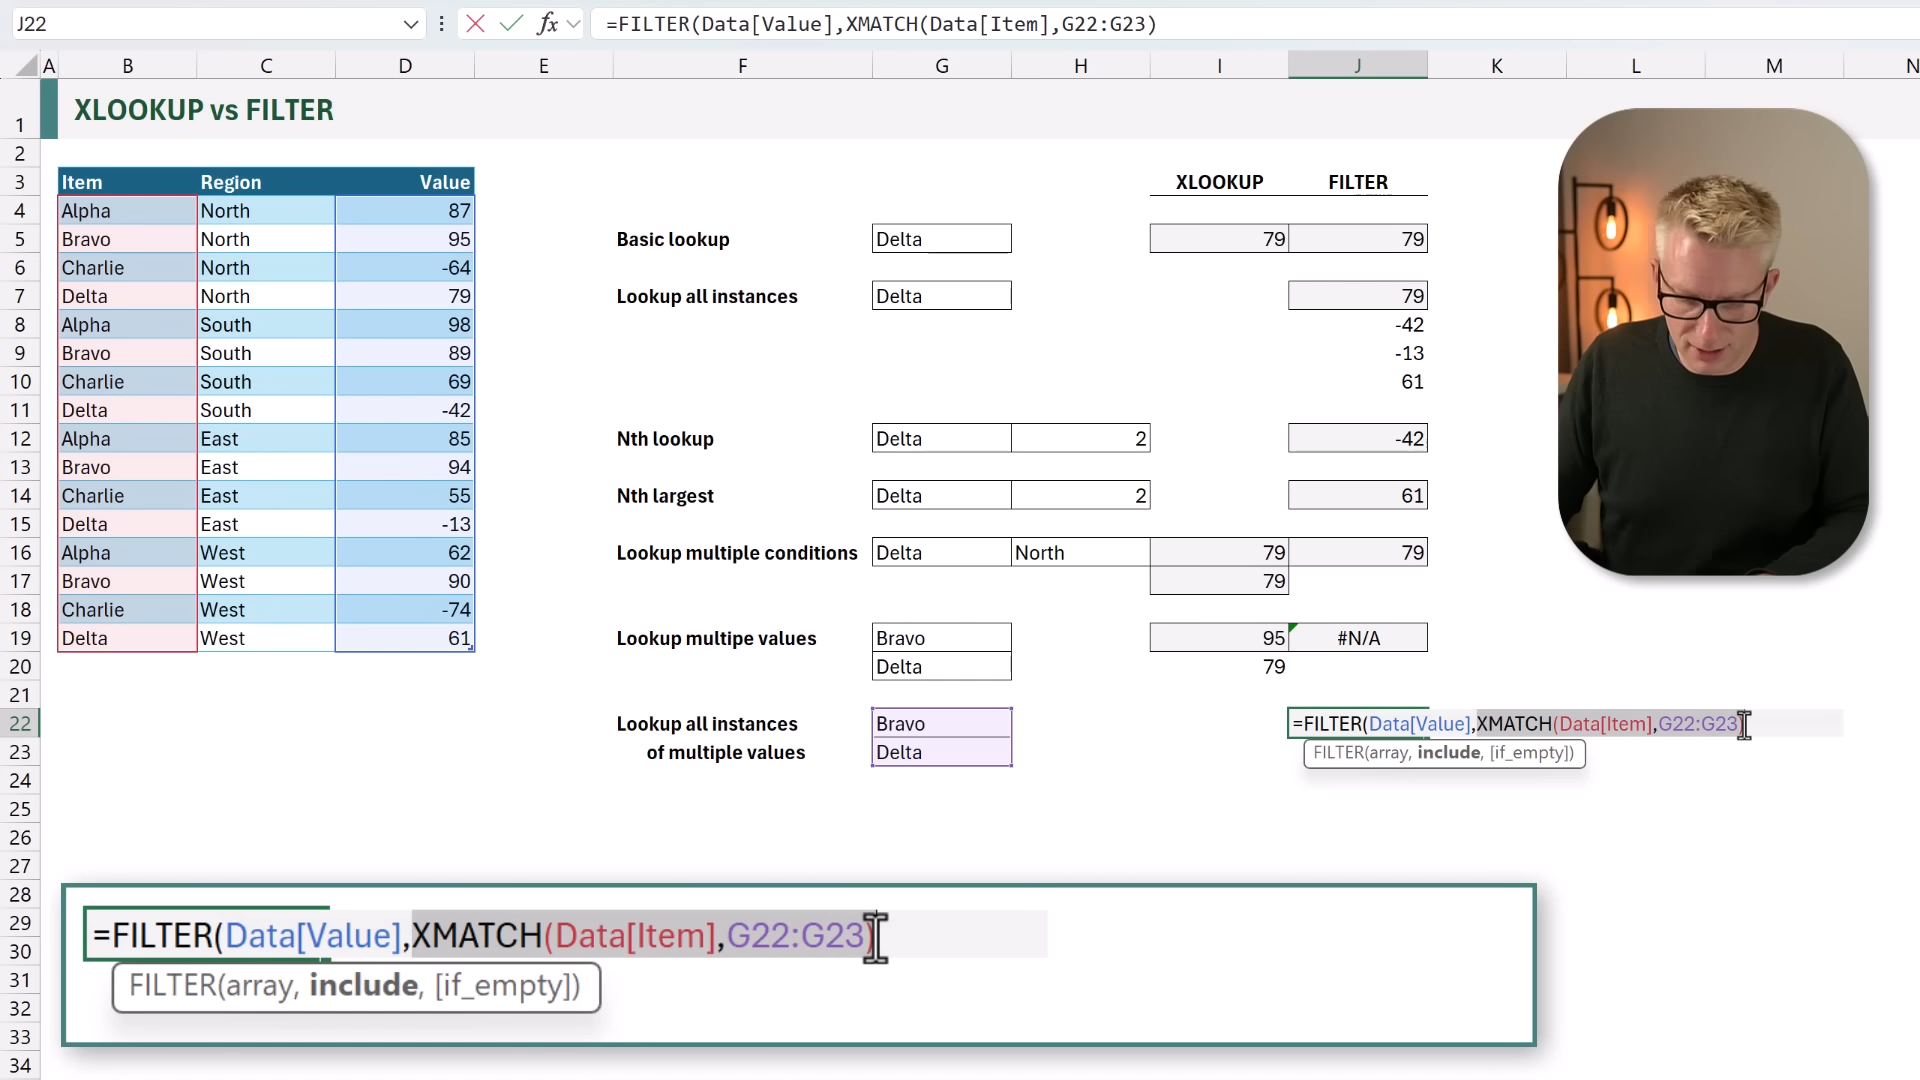 J22 fx =FILTER(Data[Value],XMATCH(Data[Item],G22:G23)
A B C D E F G H I J K L M N
1 XLOOKUP vs FILTER
2
3 Item Region Value XLOOKUP FILTER
4 Alpha North 87
5 Bravo North 95 Basic lookup Delta 79 79
6 Charlie North -64
7 Delta North 79 Lookup all instances Delta 79
8 Alpha South 98 -42
9 Bravo South 89 -13
10 Charlie South 69 61
11 Delta South -42
12 Alpha East 85 Nth lookup Delta 2 -42
13 Bravo East 94
14 Charlie East 55 Nth largest Delta 2 61
15 Delta East -13
16 Alpha West 62 Lookup multiple conditions Delta North 79 79
17 Bravo West 90 79
18 Charlie West -74
19 Delta West 61 Lookup multipe values Bravo 95 #N/A
20 Delta 79
21
22 Lookup all instances Bravo =FILTER(Data[Value],XMATCH(Data[Item],G22:G23)
23 of multiple values Delta FILTER(array, include, [if_empty])
24
25
26
27
28
29 =FILTER(Data[Value],XMATCH(Data[Item],G22:G23)
30
31 FILTER(array, include, [if_empty])
32
33
34